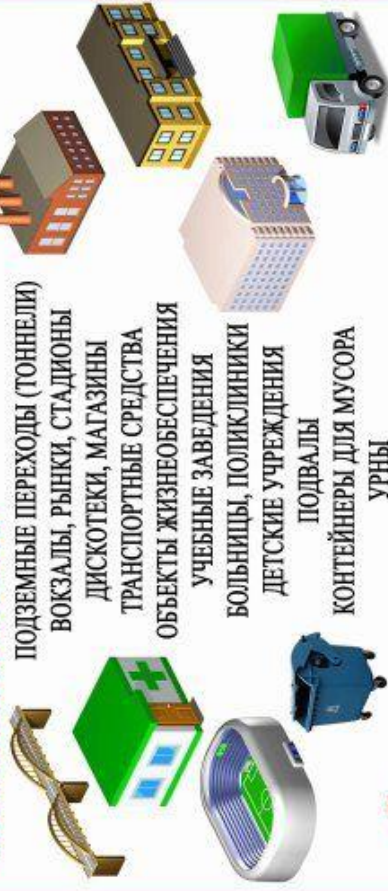 ПОДЗЕМНЫЕ ПЕРЕХОДЫ (ТОННЕЛИ)
ВОКЗАЛЫ, РЫНКИ, СТАДИОНЫ
ДИСКОТЕКИ, МАГАЗИНЫ
ТРАНСПОРТНЫЕ СРЕДСТВА
ОБЪЕКТЫ ЖИЗНЕОБЕСПЕЧЕНИЯ
УЧЕБНЫЕ ЗАВЕДЕНИЯ
БОЛЬНИЦЫ, ПОЛИКЛИНИКИ
ДЕТСКИЕ УЧРЕЖДЕНИЯ
ПОДВАЛЫ
КОНТЕЙНЕРЫ ДЛЯ МУСОРА
УРНЫ